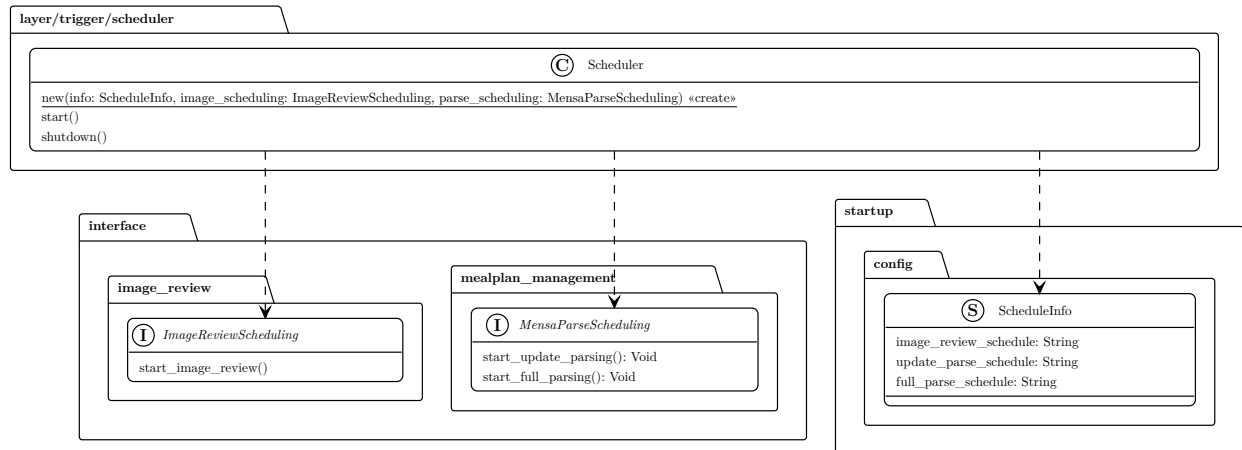 layer/trigger/scheduler
C Scheduler
new(info: ScheduleInfo, image_scheduling: ImageReviewScheduling, parse_scheduling: MensaParseScheduling) «create»
start()
shutdown()
interface
startup
image_review
mealplan_management
config
I ImageReviewScheduling
start_image_review()
I MensaParseScheduling
start_update_parsing(): Void
start_full_parsing(): Void
S ScheduleInfo
image_review_schedule: String
update_parse_schedule: String
full_parse_schedule: String